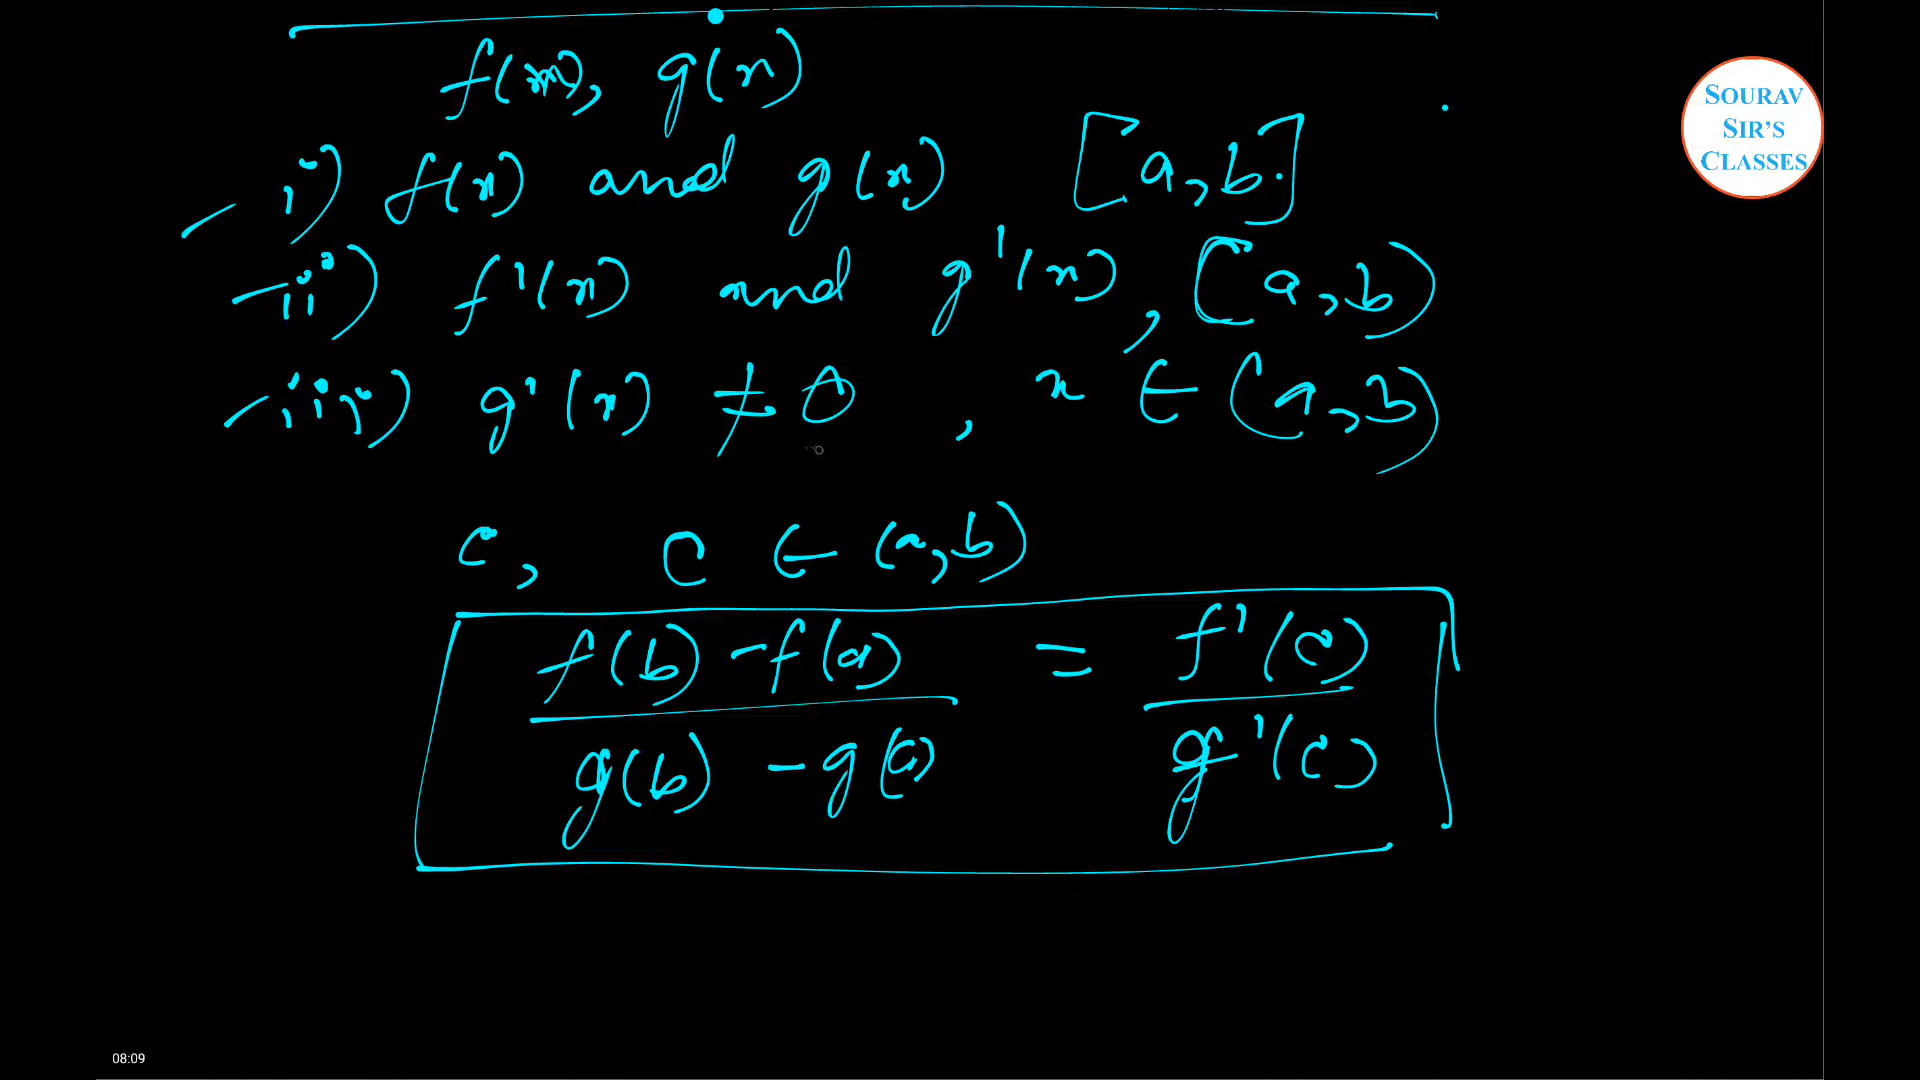 f(x), g(x)
SOURAV
SIR'S
CLASSES
- i) f(x) and g(x) [a, b]
- ii) f'(x) and g'(x), (a, b)
- iii) g'(x) ≠ 0, x ∈ (a, b)
c, c ∈ (a, b)
f(b) - f(a) / g(b) - g(a) = f'(c) / g'(c)
08:09